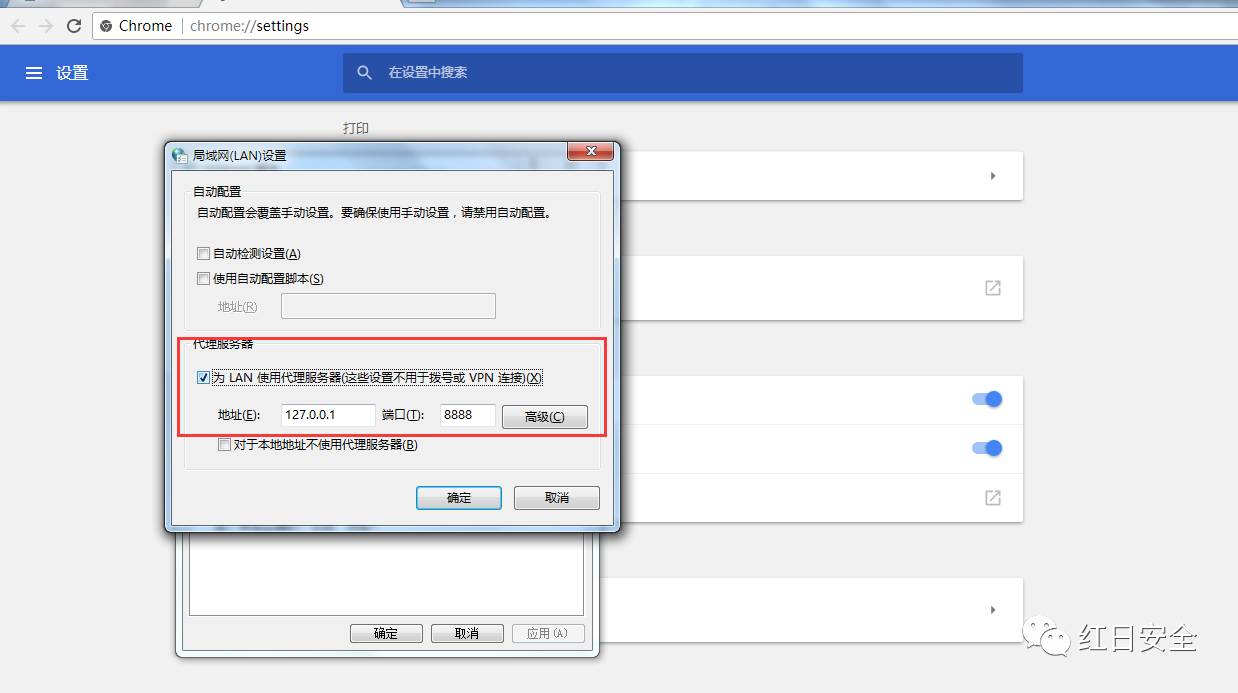 Chrome chrome://settings
设置
在设置中搜索
打印
局域网(LAN)设置
自动配置
自动配置会覆盖手动设置。要确保使用手动设置，请禁用自动配置。
自动检测设置(A)
使用自动配置脚本(S)
地址(R)
代理服务器
为 LAN 使用代理服务器(这些设置不用于拨号或 VPN 连接)(X)
地址(E): 127.0.0.1 端口(T): 8888 高级(C)
对于本地地址不使用代理服务器(B)
确定 取消
确定 取消 应用(A)
红日安全